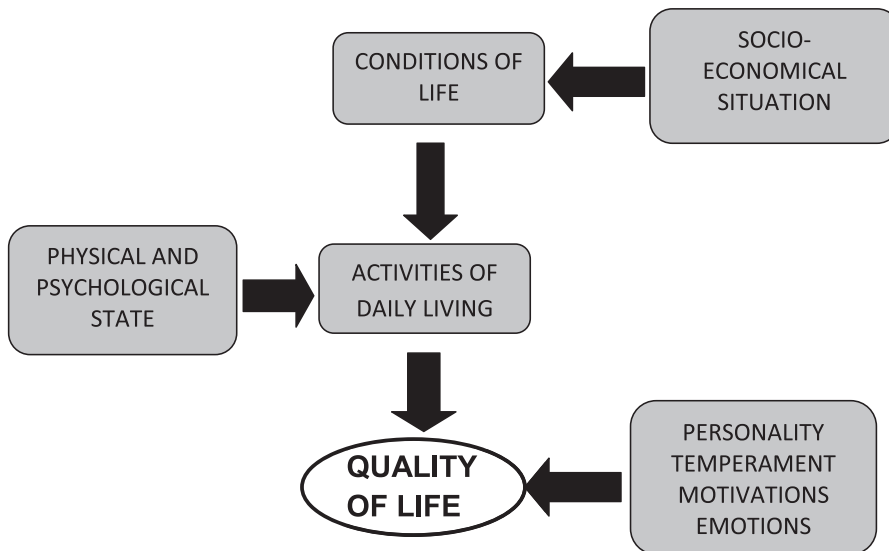 CONDITIONS OF
LIFE
SOCIO-
ECONOMICAL
SITUATION
PHYSICAL AND
PSYCHOLOGICAL
STATE
ACTIVITIES OF
DAILY LIVING
QUALITY
OF LIFE
PERSONALITY
TEMPERAMENT
MOTIVATIONS
EMOTIONS